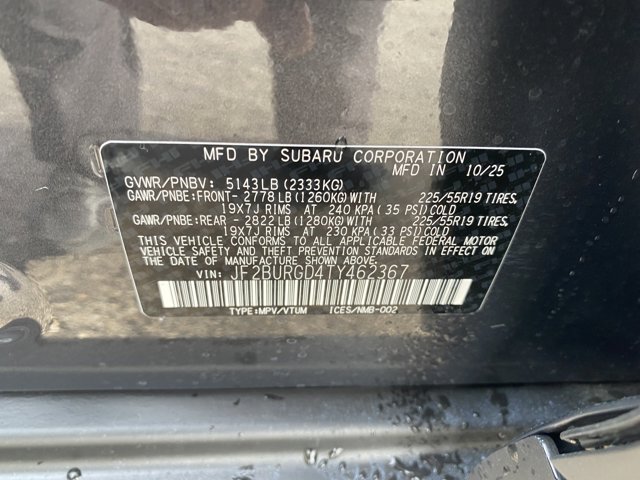 MFD BY SUBARU CORPORATION
MFD IN 10/25
GVWR/PNBV: 5143LB (2333KG)
GAWR/PNBE:FRONT- 2778LB (1260KG)WITH 225/55R19 TIRES,
19X7J RIMS AT 240 KPA (35 PSI)COLD
GAWR/PNBE:REAR - 2822LB (1280KG)WITH 225/55R19 TIRES,
19X7J RIMS AT 230 KPA (33 PSI)COLD
THIS VEHICLE CONFORMS TO ALL APPLICABLE FEDERAL MOTOR
VEHICLE SAFETY AND THEFT PREVENTION STANDARDS IN EFFECT
ON THE DATE OF MANUFACTURE SHOWN ABOVE.
VIN: JF2BURGD4TY462367
TYPE:MPV/VTUM ICES/NMB-002